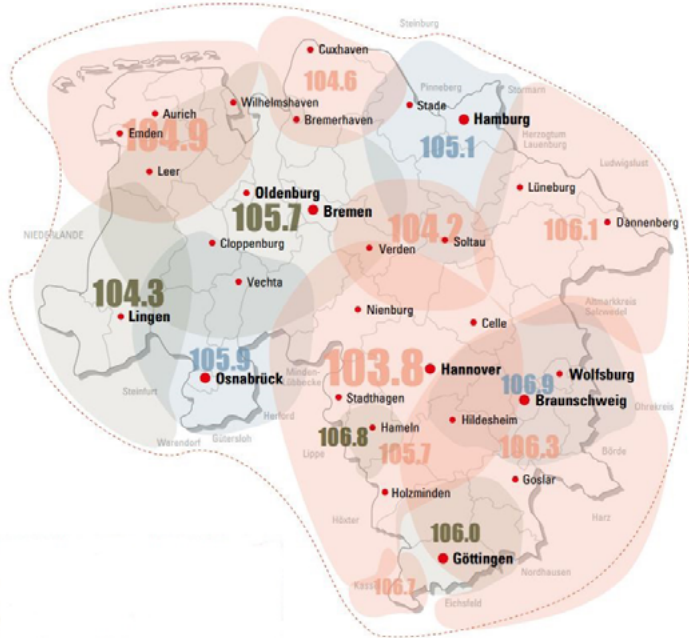 Steinburg
Cuxhaven
104.6
Pinneberg
Stormarn
Wilhelmshaven
Stade
Aurich
Bremerhaven
Hamburg
Emden
104.9
105.1
Herzogtum
Lauenburg
Ludwigslust
Leer
Oldenburg
Lüneburg
105.7
Bremen
104.2
106.1
Dannenberg
NIEDERLANDE
Cloppenburg
Verden
Soltau
Vechta
104.3
Lingen
Nienburg
Celle
Altmarkkreis
Salzwedel
105.9
Osnabrück
Minden-
Lübbecke
103.8
Hannover
106.9
Wolfsburg
Steinfurt
Stadthagen
Braunschweig
Ohrekreis
Herford
Warendorf
Gütersloh
106.8
Hameln
Hildesheim
Lippe
105.7
106.3
Börde
Goslar
Holzminden
Höxter
Harz
106.0
Göttingen
Nordhausen
Kassel
106.7
Eichsfeld